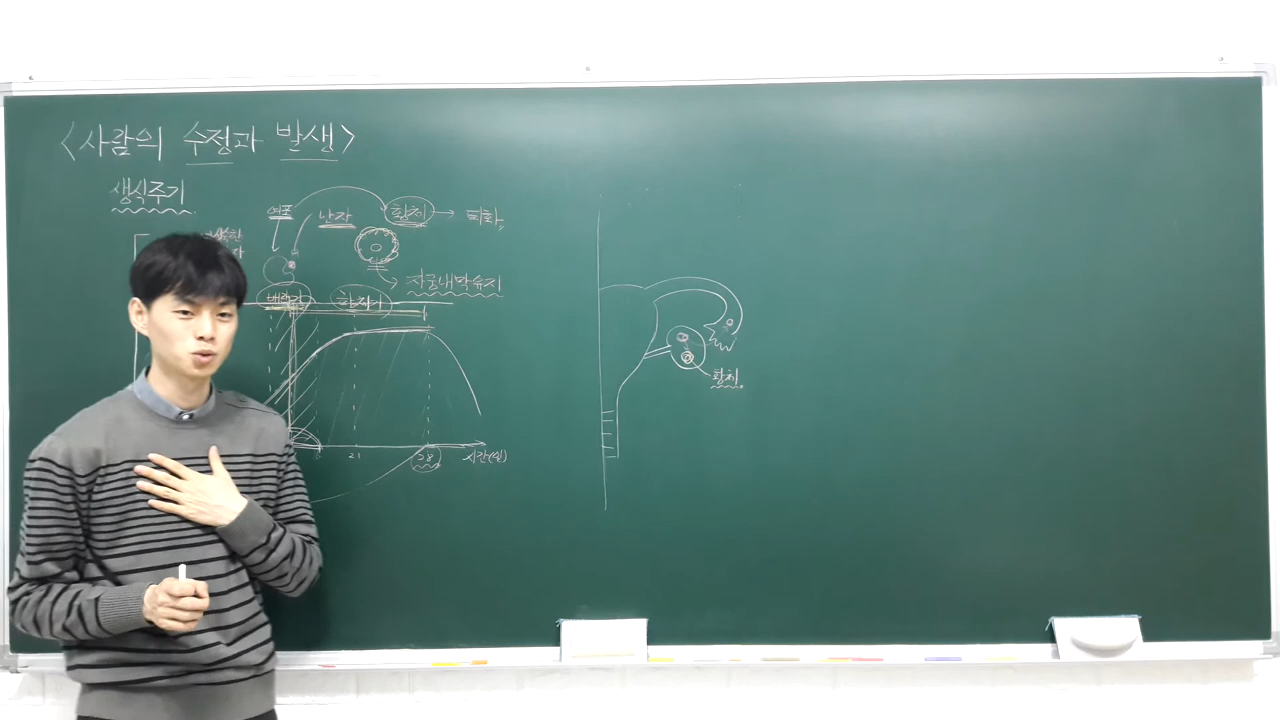 <사람의 수정과 발생>
생식주기
여포
난자
황체 → 퇴화
자궁내막유지
배란일
황체기
황체
21
28
시간(일)